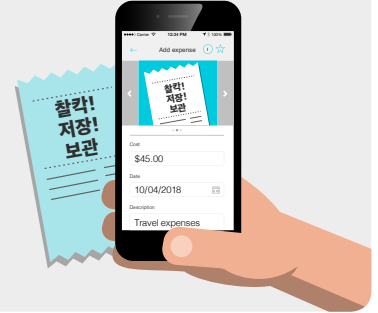 찰칵!
저장!
보관
Carrier
12:34 PM
100%
Add expense
찰칵!
저장!
보관
Cost
$45.00
Date
10/04/2018
Description
Travel expenses